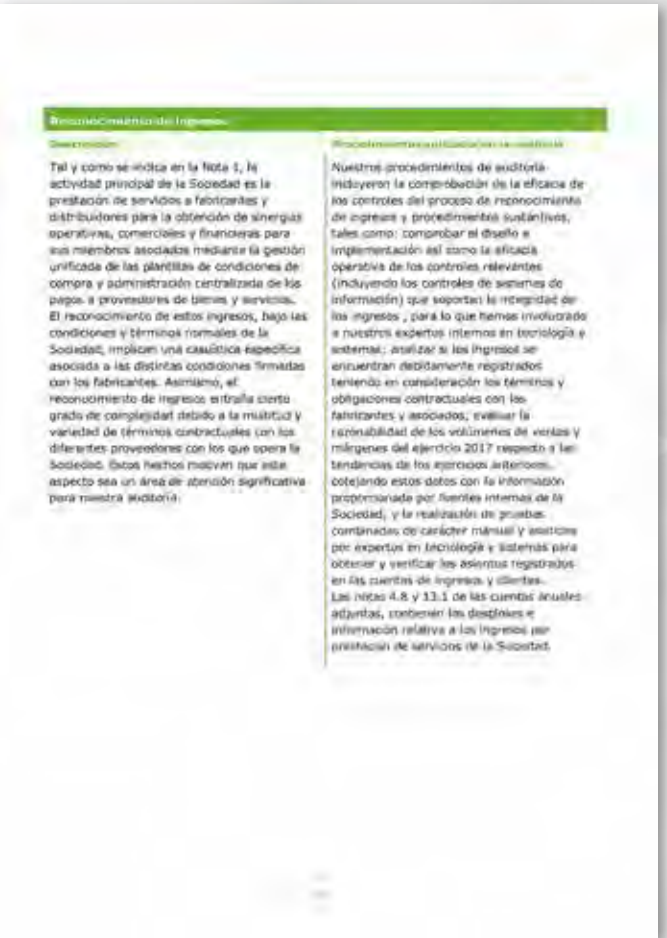 Reconocimiento de ingresos
Descripción
Tal y como se indica en la Nota 1, la
actividad principal de la Sociedad es la
prestación de servicios a fabricantes y
distribuidores para la obtención de sinergias
operativas, comerciales y financieras para
sus miembros asociados mediante la gestión
unificada de las plantillas de condiciones de
compra y administración centralizada de los
pagos a proveedores de bienes y servicios.
El reconocimiento de estos ingresos, bajo las
condiciones y términos normales de la
Sociedad, implican una casuística específica
asociada a las distintas condiciones firmadas
con los fabricantes. Asimismo, el
reconocimiento de ingresos entraña cierto
grado de complejidad debido a la multitud y
variedad de términos contractuales con los
diferentes proveedores con los que opera la
Sociedad. Estos hechos motivan que este
aspecto sea un área de atención significativa
para nuestra auditoría.
Procedimientos aplicados en la auditoría
Nuestros procedimientos de auditoría
incluyeron la comprobación de la eficacia de
los controles del proceso de reconocimiento
de ingresos y procedimientos sustantivos,
tales como: comprobar el diseño e
implementación así como la eficacia
operativa de los controles relevantes
(incluyendo los controles de sistemas de
información) que soportan la integridad de
los ingresos , para lo que hemos involucrado
a nuestros expertos internos en tecnología y
sistemas; analizar si los ingresos se
encuentran debidamente registrados
teniendo en consideración los términos y
obligaciones contractuales con los
fabricantes y asociados; evaluar la
razonabilidad de los volúmenes de ventas y
márgenes del ejercicio 2017 respecto a las
tendencias de los ejercicios anteriores,
cotejando estos datos con la información
proporcionada por fuentes internas de la
Sociedad, y la realización de pruebas
combinadas de carácter manual y asistidas
por expertos en tecnología y sistemas para
obtener y verificar los asientos registrados
en las cuentas de ingresos y clientes.
Las notas 4.8 y 13.1 de las cuentas anuales
adjuntas, contienen los desgloses e
información relativa a los ingresos por
prestación de servicios de la Sociedad.